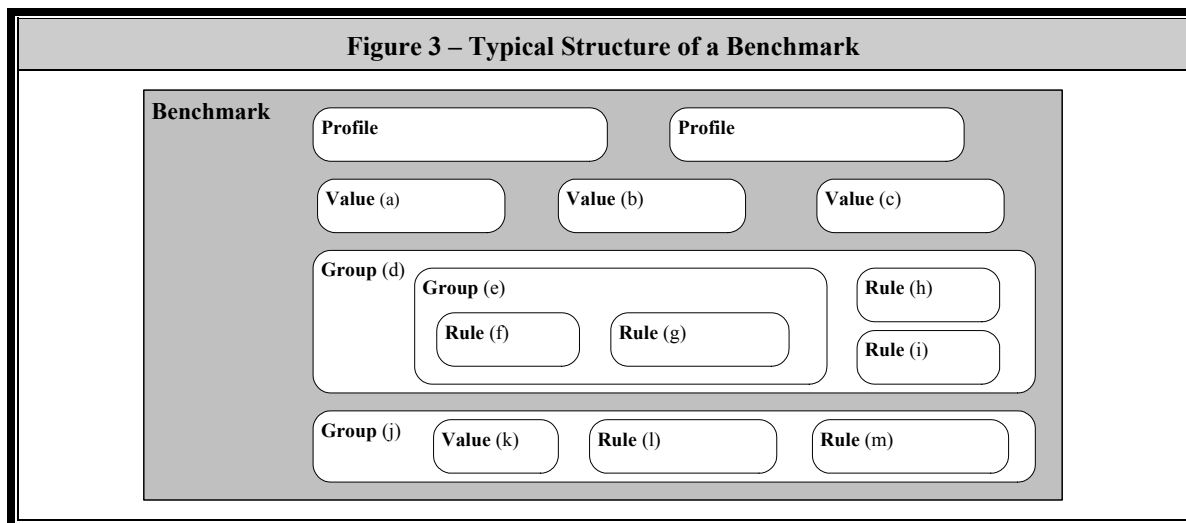 Figure 3 – Typical Structure of a Benchmark
Benchmark
Profile
Profile
Value (a)
Value (b)
Value (c)
Group (d)
Group (e)
Rule (f)
Rule (g)
Rule (h)
Rule (i)
Group (j)
Value (k)
Rule (l)
Rule (m)